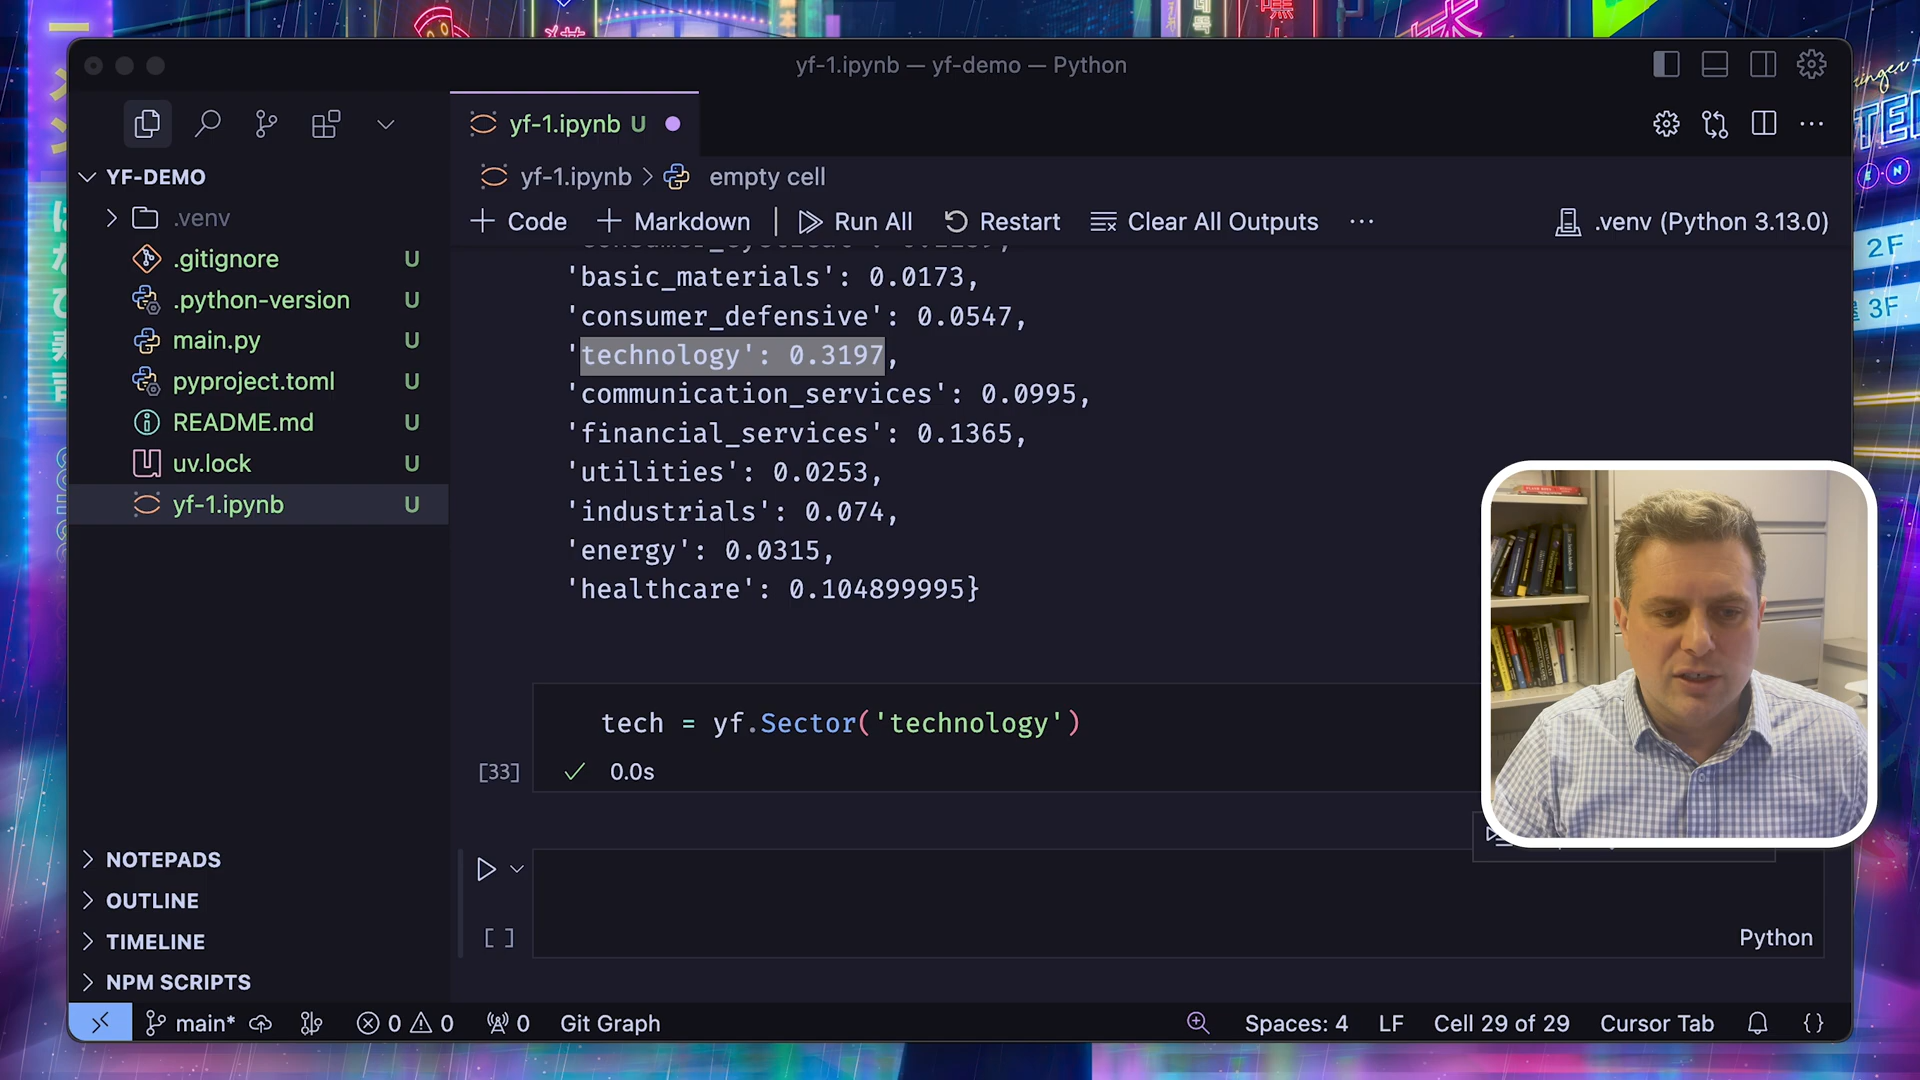 yf-1.ipynb — yf-demo — Python
yf-1.ipynb U
YF-DEMO
yf-1.ipynb > empty cell
.venv
Code Markdown Run All Restart Clear All Outputs ··· .venv (Python 3.13.0)
.gitignore U
.python-version U
main.py U
pyproject.toml U
README.md U
uv.lock U
yf-1.ipynb U
'basic_materials': 0.0173,
'consumer_defensive': 0.0547,
'technology': 0.3197,
'communication_services': 0.0995,
'financial_services': 0.1365,
'utilities': 0.0253,
'industrials': 0.074,
'energy': 0.0315,
'healthcare': 0.104899995}
tech = yf.Sector('technology')
[33] 0.0s
[ ]
Python
NOTEPADS
OUTLINE
TIMELINE
NPM SCRIPTS
main* 0 0 0 Git Graph
Spaces: 4 LF Cell 29 of 29 Cursor Tab {}
2F
3F